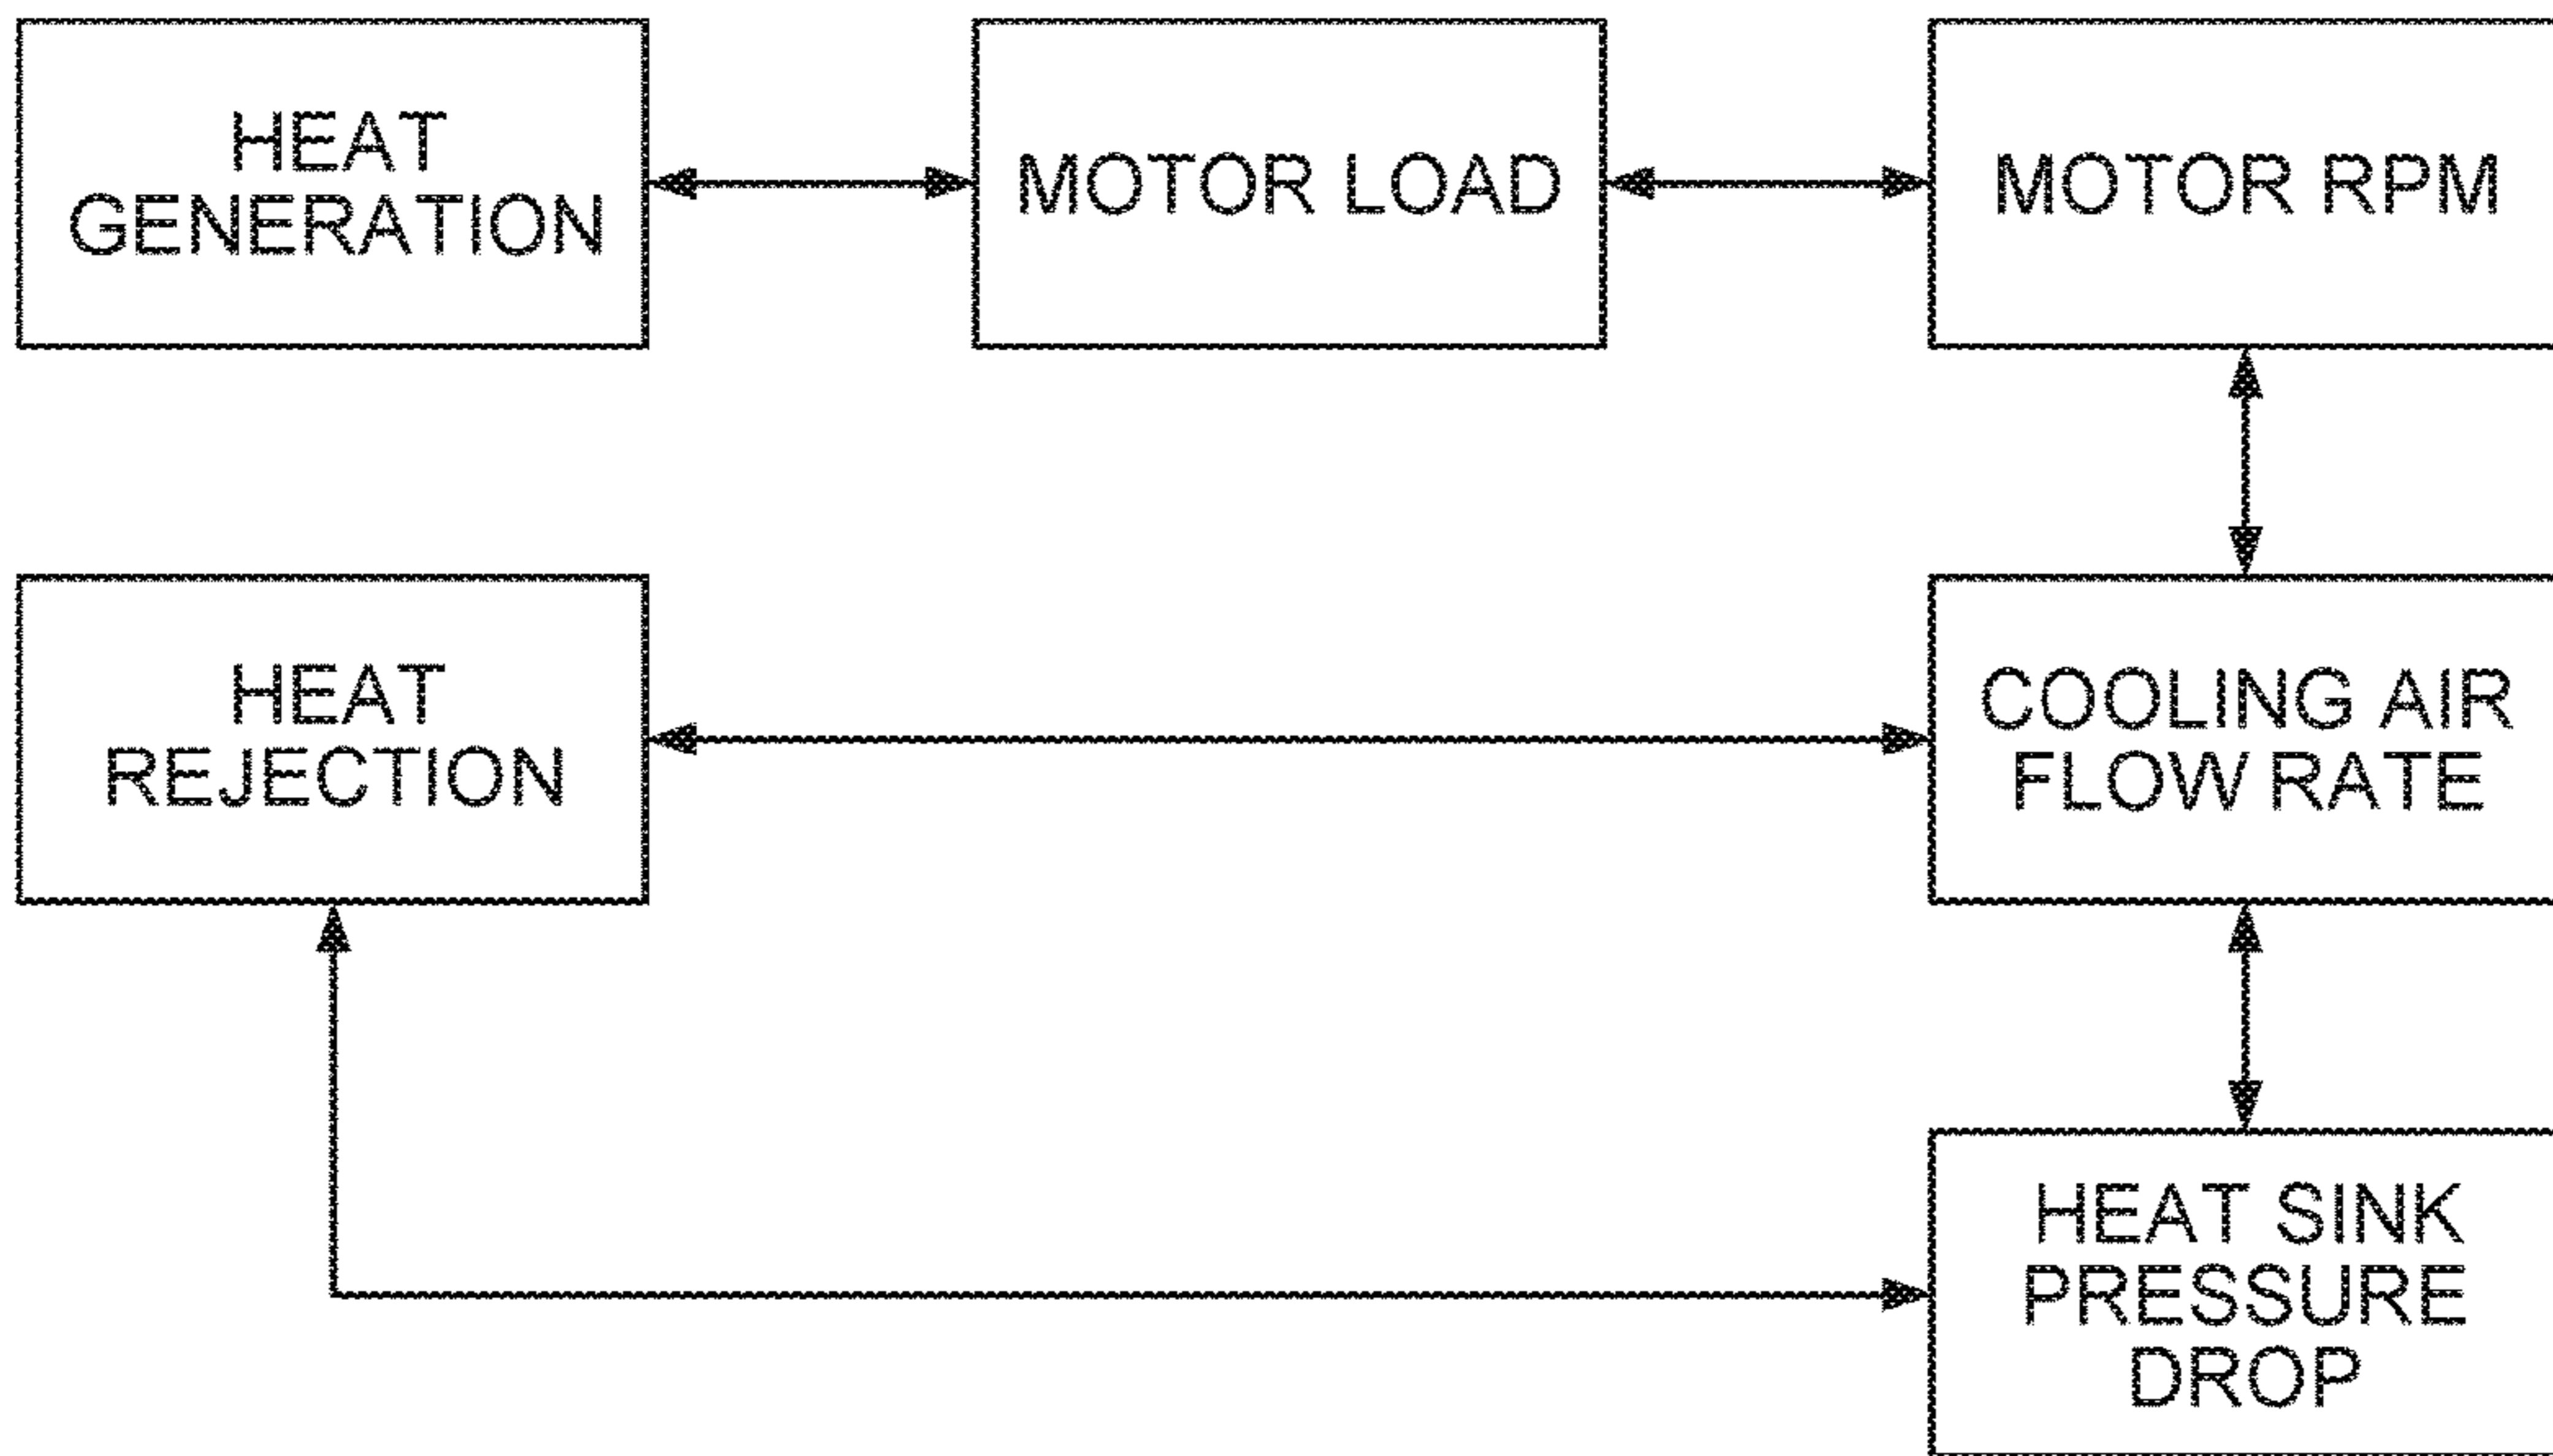 HEAT
GENERATION
MOTOR LOAD
MOTOR RPM
HEAT
REJECTION
COOLING AIR
FLOW RATE
HEAT SINK
PRESSURE
DROP